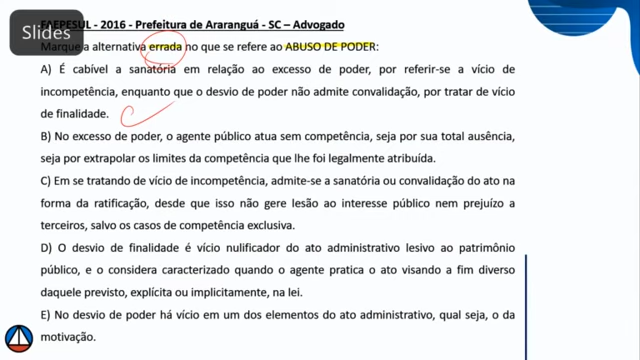 FAEPESUL - 2016 - Prefeitura de Araranguá - SC – Advogado
Slides
Marque a alternativa errada no que se refere ao ABUSO DE PODER:
A) É cabível a sanatória em relação ao excesso de poder, por referir-se a vício de
incompetência, enquanto que o desvio de poder não admite convalidação, por tratar de vício
de finalidade.
B) No excesso de poder, o agente público atua sem competência, seja por sua total ausência,
seja por extrapolar os limites da competência que lhe foi legalmente atribuída.
C) Em se tratando de vício de incompetência, admite-se a sanatória ou convalidação do ato na
forma da ratificação, desde que isso não gere lesão ao interesse público nem prejuízo a
terceiros, salvo os casos de competência exclusiva.
D) O desvio de finalidade é vício nulificador do ato administrativo lesivo ao patrimônio
público, e o considera caracterizado quando o agente pratica o ato visando a fim diverso
daquele previsto, explícita ou implicitamente, na lei.
E) No desvio de poder há vício em um dos elementos do ato administrativo, qual seja, o da
motivação.